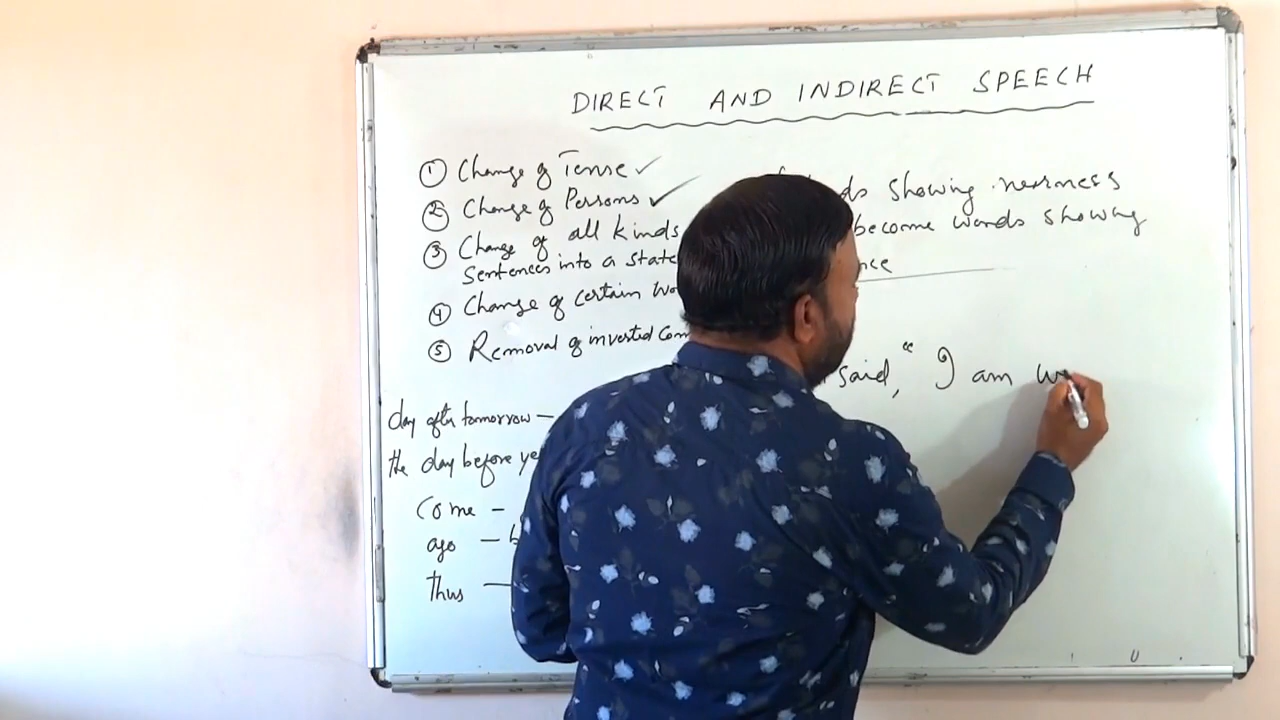 DIRECT AND INDIRECT SPEECH
① Change of Tense ✓
② Change of Persons ✓
③ Change of all kinds
Sentences into a state
④ Change of certain wo
⑤ Removal of inverted com
showing nearness
become words showing
said, " I am
day after tomorrow –
the day before ye
Come –
ago –
thus —